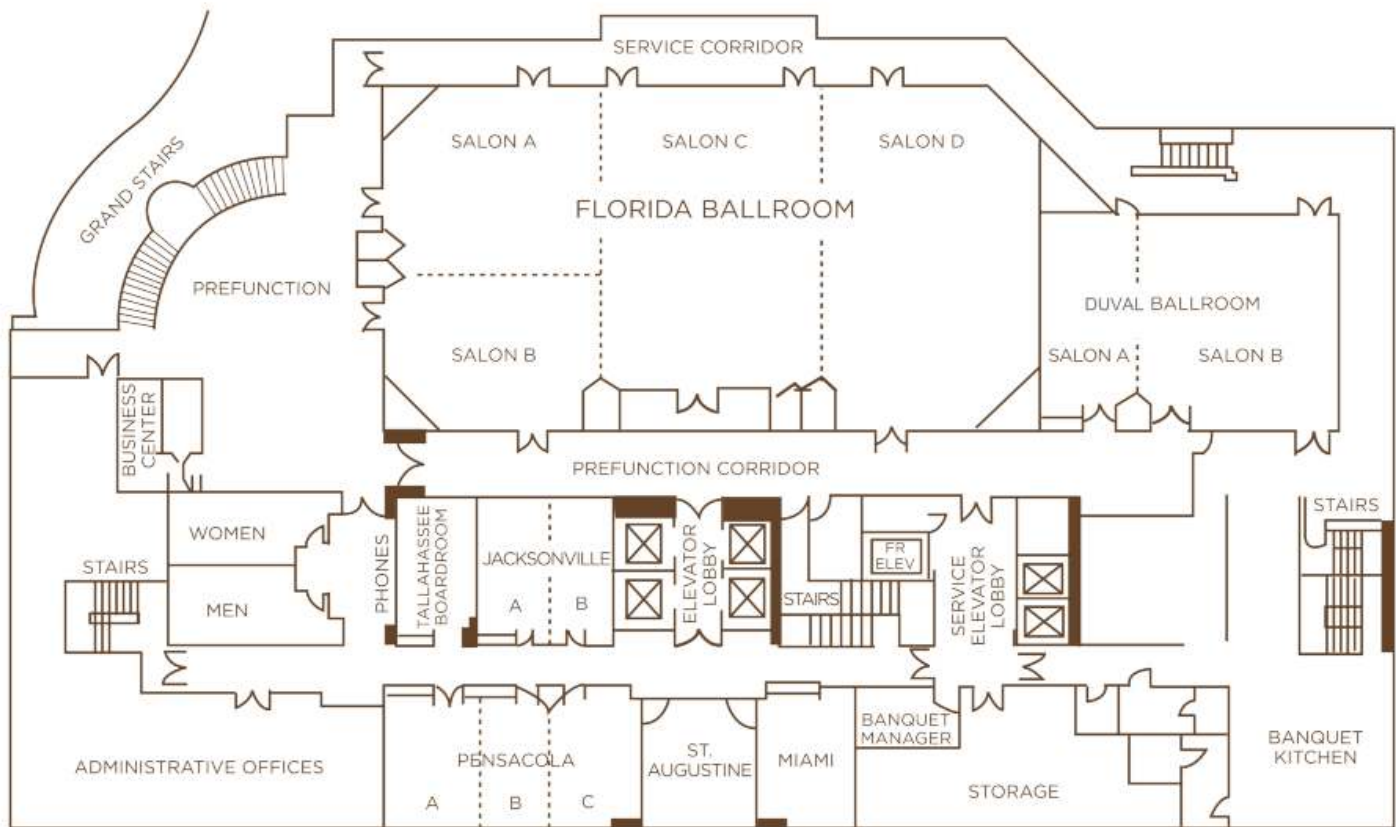 SERVICE CORRIDOR
SALON A
SALON C
SALON D
GRAND STAIRS
FLORIDA BALLROOM
PREFUNCTION
DUVAL BALLROOM
SALON B
SALON A
SALON B
BUSINESS
CENTER
PREFUNCTION CORRIDOR
STAIRS
WOMEN
PHONES
TALLAHASSEE
BOARDROOM
JACKSONVILLE
ELEVATOR
LOBBY
FR
ELEV
SERVICE
ELEVATOR
LOBBY
STAIRS
MEN
A
B
STAIRS
BANQUET
MANAGER
ADMINISTRATIVE OFFICES
PENSACOLA
ST.
AUGUSTINE
MIAMI
BANQUET
KITCHEN
STORAGE
A
B
C